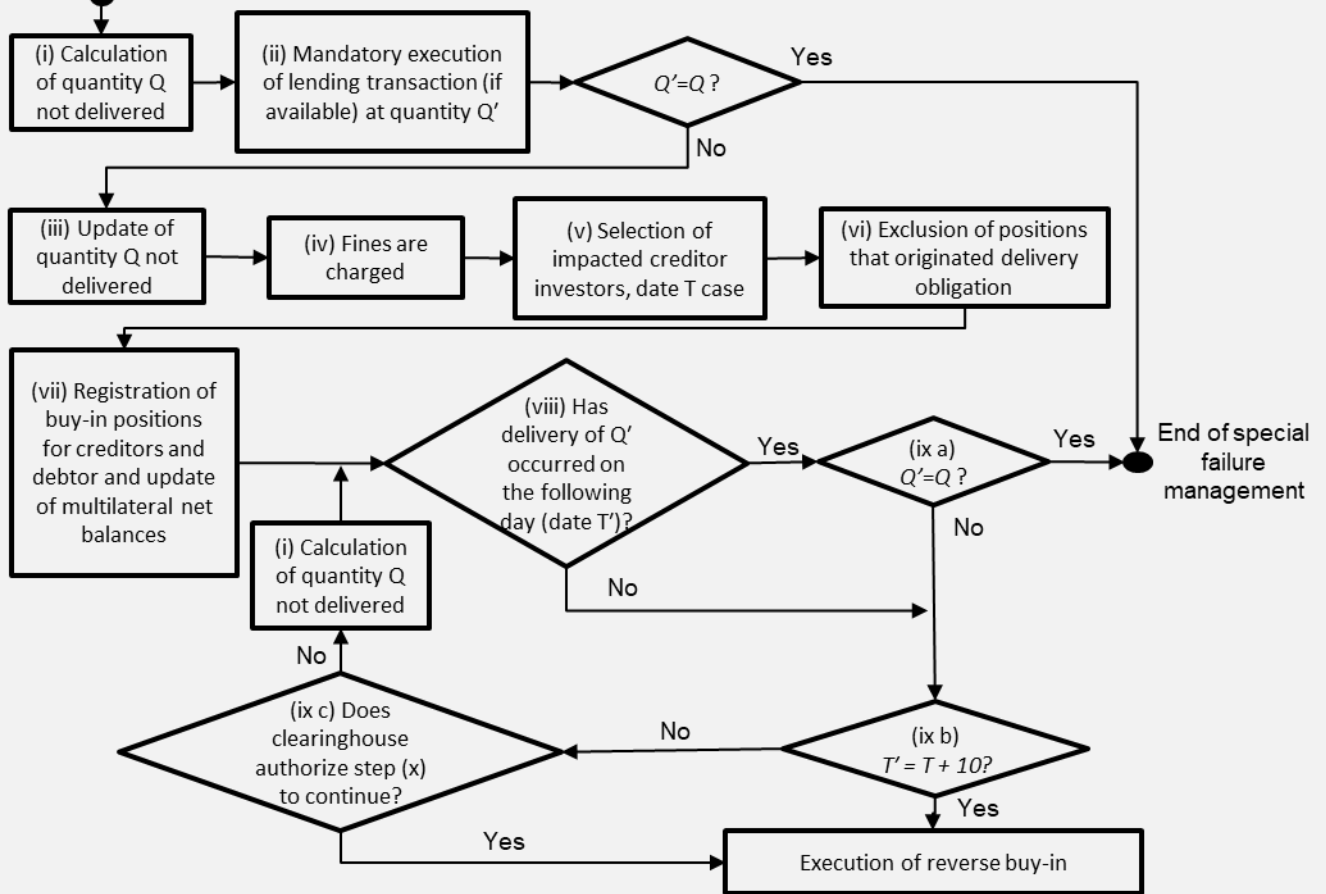 (i) Calculation
of quantity Q
not delivered
(ii) Mandatory execution
of lending transaction (if
available) at quantity Q’
Q’=Q ?
Yes
No
(iii) Update of
quantity Q not
delivered
(iv) Fines are
charged
(v) Selection of
impacted creditor
investors, date T case
(vi) Exclusion of positions
that originated delivery
obligation
(vii) Registration of
buy-in positions
for creditors and
debtor and update
of multilateral net
balances
(viii) Has
delivery of Q’
occurred on
the following
day (date T’)?
Yes
No
(ix a)
Q’=Q ?
Yes
No
End of special
failure
management
(i) Calculation
of quantity Q
not delivered
No
(ix c) Does
clearinghouse
authorize step (x)
to continue?
No
Yes
(ix b)
T’ = T + 10?
Yes
Execution of reverse buy-in